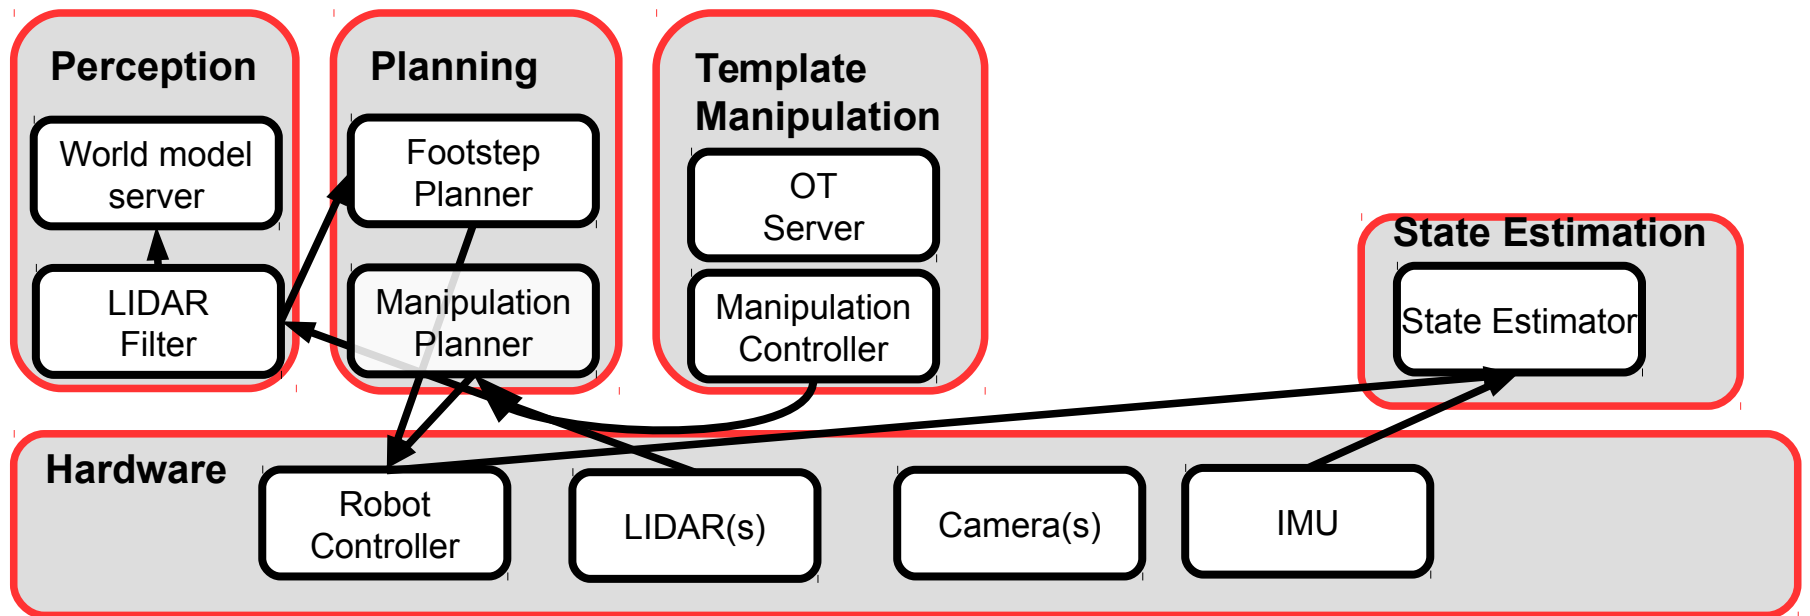 Perception
World model
server
LIDAR
Filter
Planning
Footstep
Planner
Manipulation
Planner
Template
Manipulation
OT
Server
Manipulation
Controller
State Estimation
State Estimator
Hardware
Robot
Controller
LIDAR(s)
Camera(s)
IMU